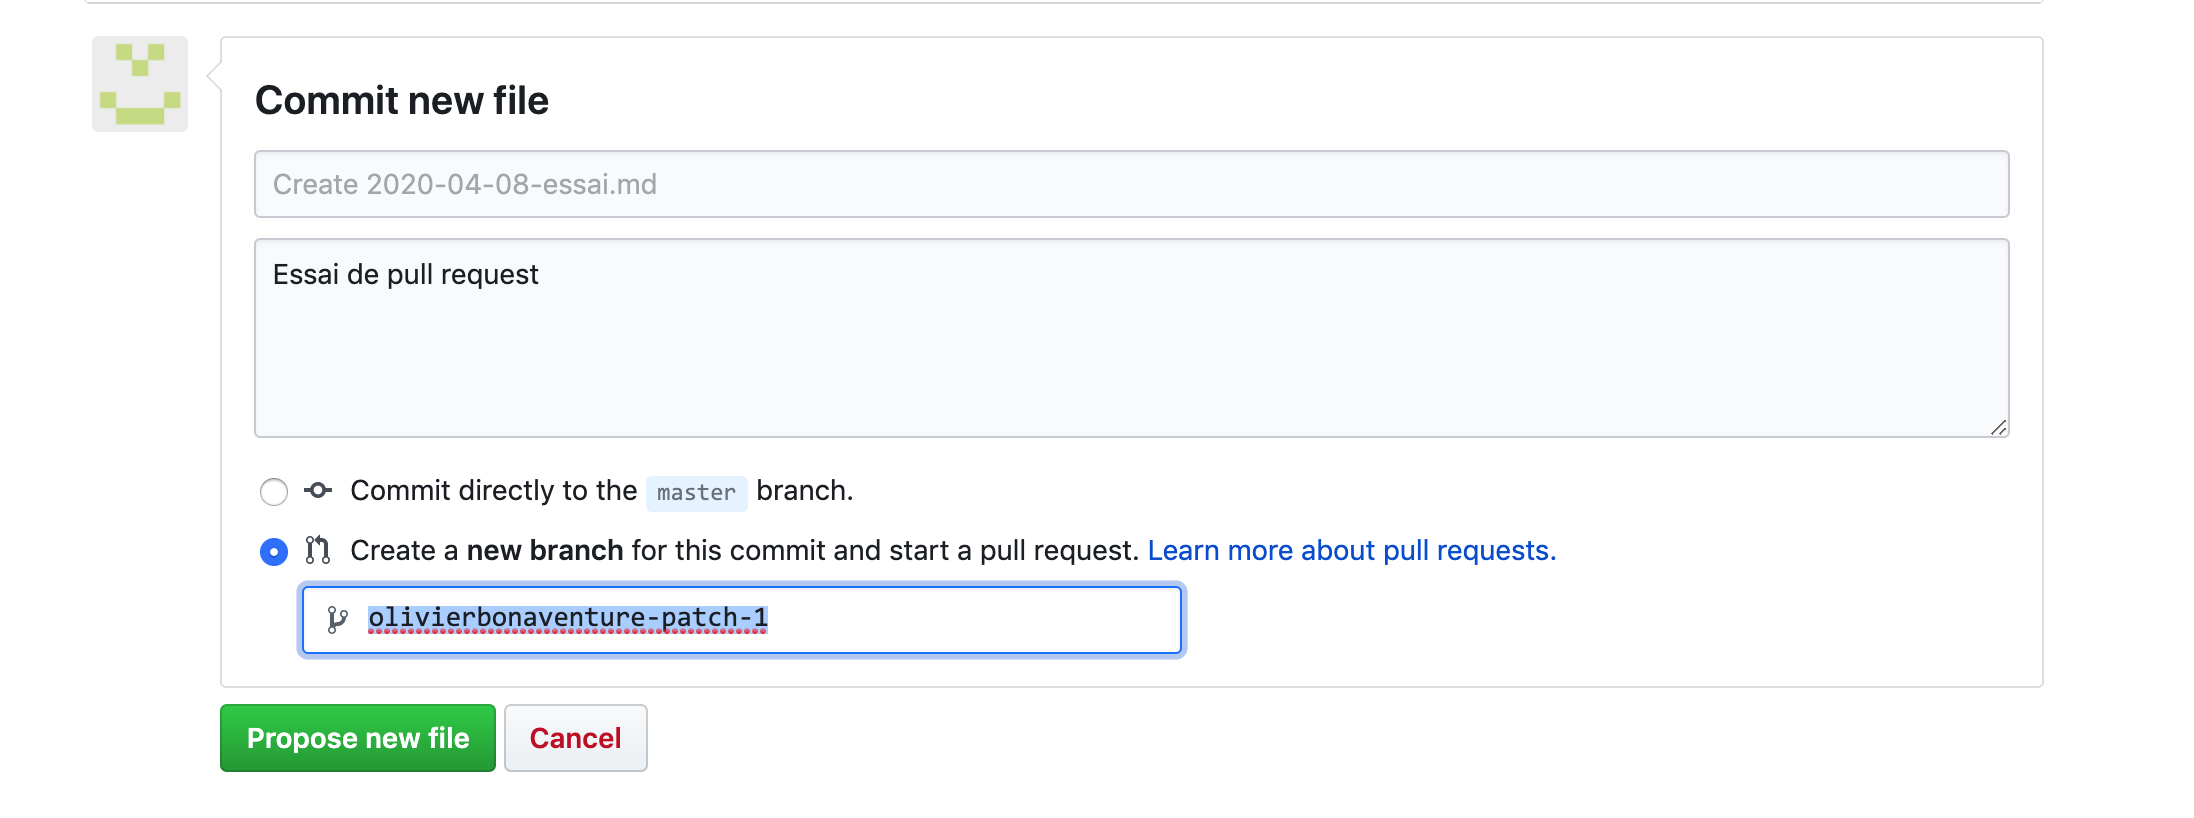 Commit new file
Create 2020-04-08-essai.md
Essai de pull request
Commit directly to the master branch.
Create a new branch for this commit and start a pull request. Learn more about pull requests.
olivierbonaventure-patch-1
Propose new file Cancel